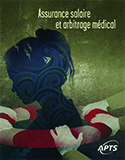 Assurance salaire
et arbitrage médical
APTS